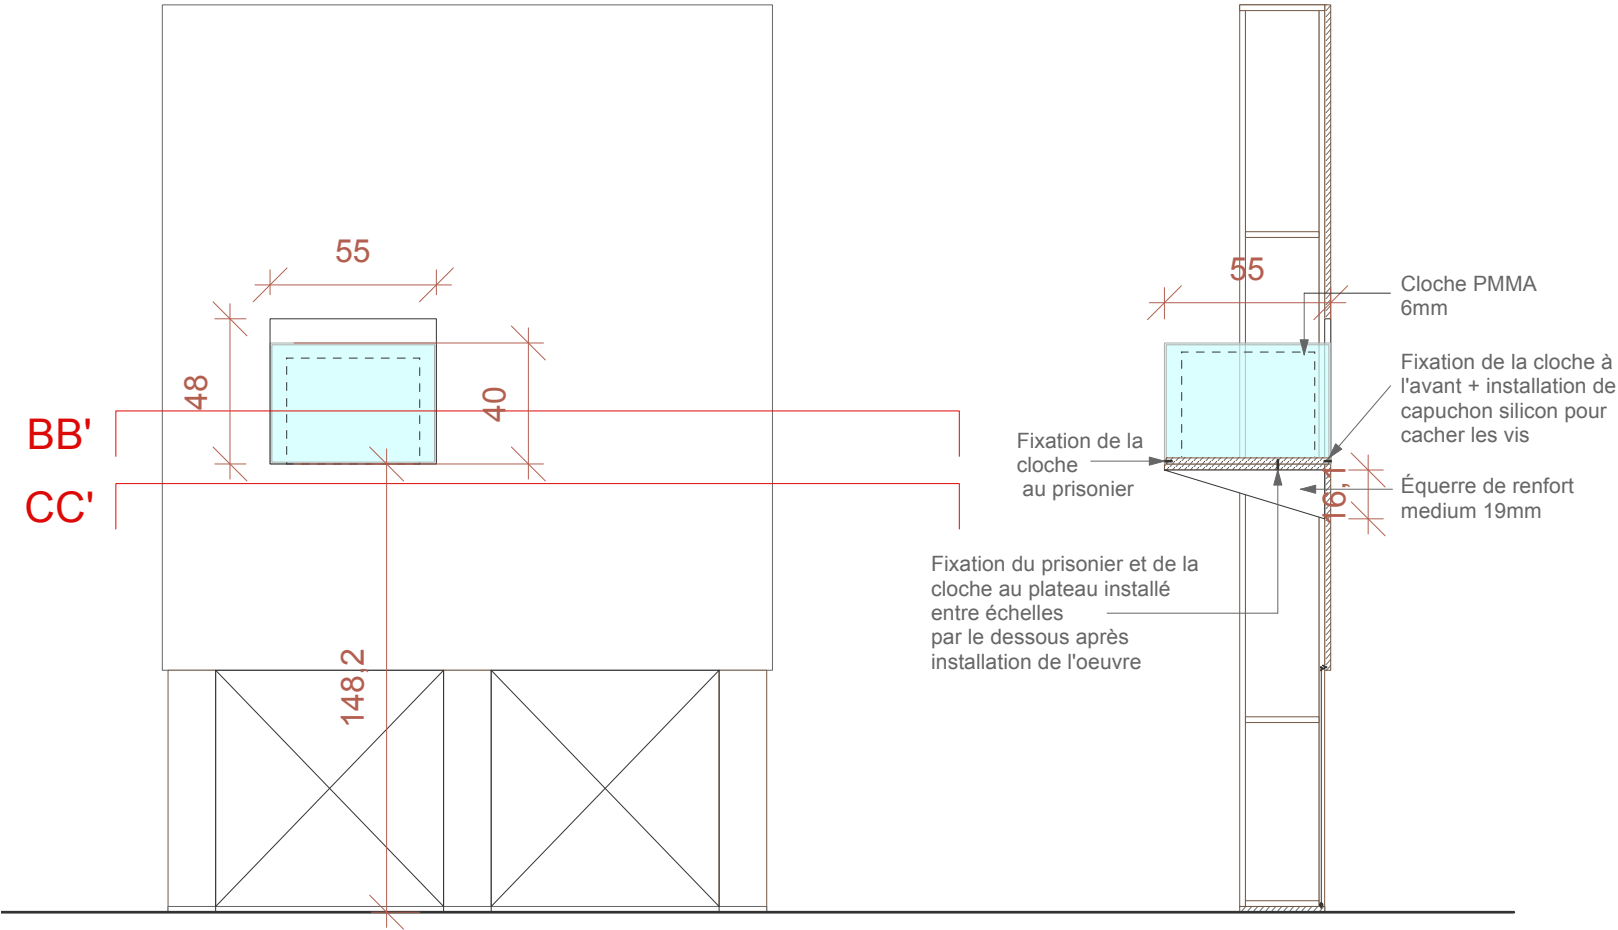 55
48
40
BB'
CC'
148,2
55
Cloche PMMA
6mm
Fixation de la cloche à
l'avant + installation de
capuchon silicon pour
cacher les vis
Fixation de la
cloche
au prisonier
16,1
Équerre de renfort
medium 19mm
Fixation du prisonier et de la
cloche au plateau installé
entre échelles
par le dessous après
installation de l'oeuvre